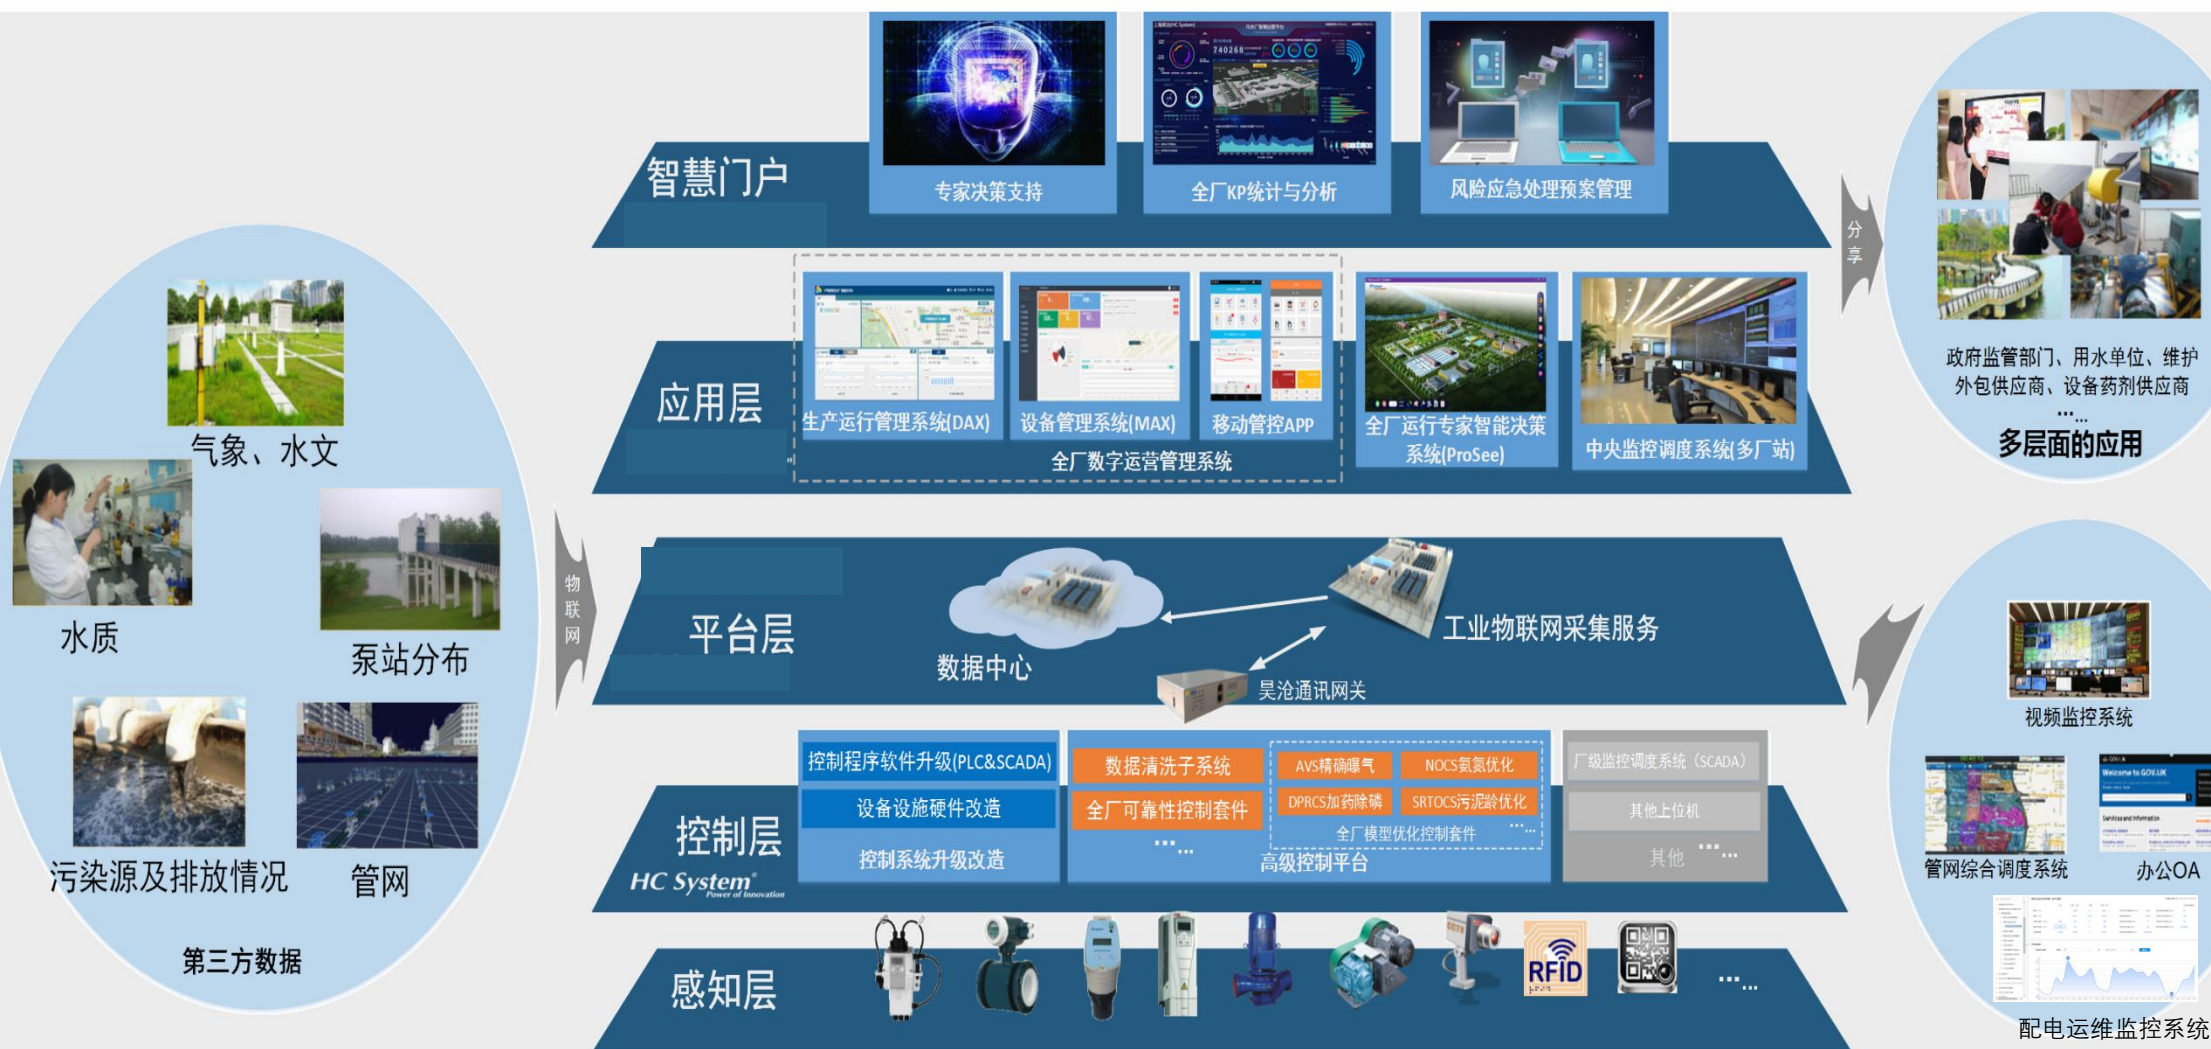 智慧门户
专家决策支持
全厂KP统计与分析
风险应急处理预案管理
740268
分享
政府监管部门、用水单位、维护
外包供应商、设备药剂供应商
... ...
多层面的应用
应用层
生产运行管理系统(DAX)
设备管理系统(MAX)
移动管控APP
全厂数字运营管理系统
全厂运行专家智能决策
系统(ProSee)
中央监控调度系统(多厂站)
气象、水文
水质
泵站分布
污染源及排放情况
管网
第三方数据
物联网
平台层
数据中心
工业物联网采集服务
昊沧通讯网关
控制层
HC System®
Power of Innovation
控制程序软件升级(PLC&SCADA)
设备设施硬件改造
控制系统升级改造
数据清洗子系统
全厂可靠性控制套件
... ...
AVS精确曝气
NOCS氨氮优化
DPRCS加药除磷
SRTOCS污泥龄优化
全厂模型优化控制套件
... ...
高级控制平台
厂级监控调度系统（SCADA）
其他上位机
其他
... ...
感知层
CCTV
RFID
... ...
视频监控系统
管网综合调度系统
GOV.UK
Welcome to GOV.UK
Services and information
办公OA
配电运维监控系统